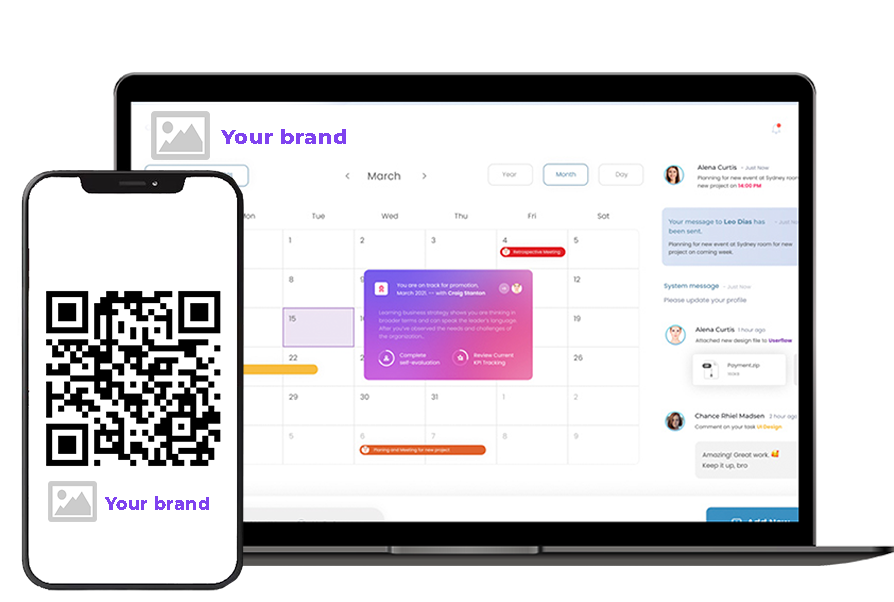 Your brand
March
Year
Month
Day
Tue
Wed
Thu
Fri
Sat
1
2
3
4
5
Retrospective Meeting
8
You are on track for promotion,
March 2021. — with Craig Stanton
Learning business strategy shows you are thinking in
broader terms and can speak the leader's language.
After you've observed the needs and challenges of
the organization.
Complete
self-evaluation
Review Current
KPI Tracking
12
15
19
22
26
29
30
31
1
2
5
6
7
8
9
Planing and Meeting for new project
Alena Curtis
Just Now
Planning for new event at Sydney room
new project on 14:00 PM
Your message to Leo Dias has
been sent.
Just No
Planning for new event at Sydney room for new
project on coming week.
System message
Just Now
Please update your profile
Alena Curtis 1 hour ago
Attached new design file to Userflow
Payment.zip
Chance Rhiel Madsen 2 hour ago
Comment on your task UI Design
Amazing! Great work. 🥰
Keep it up, bro
Add New
Your brand